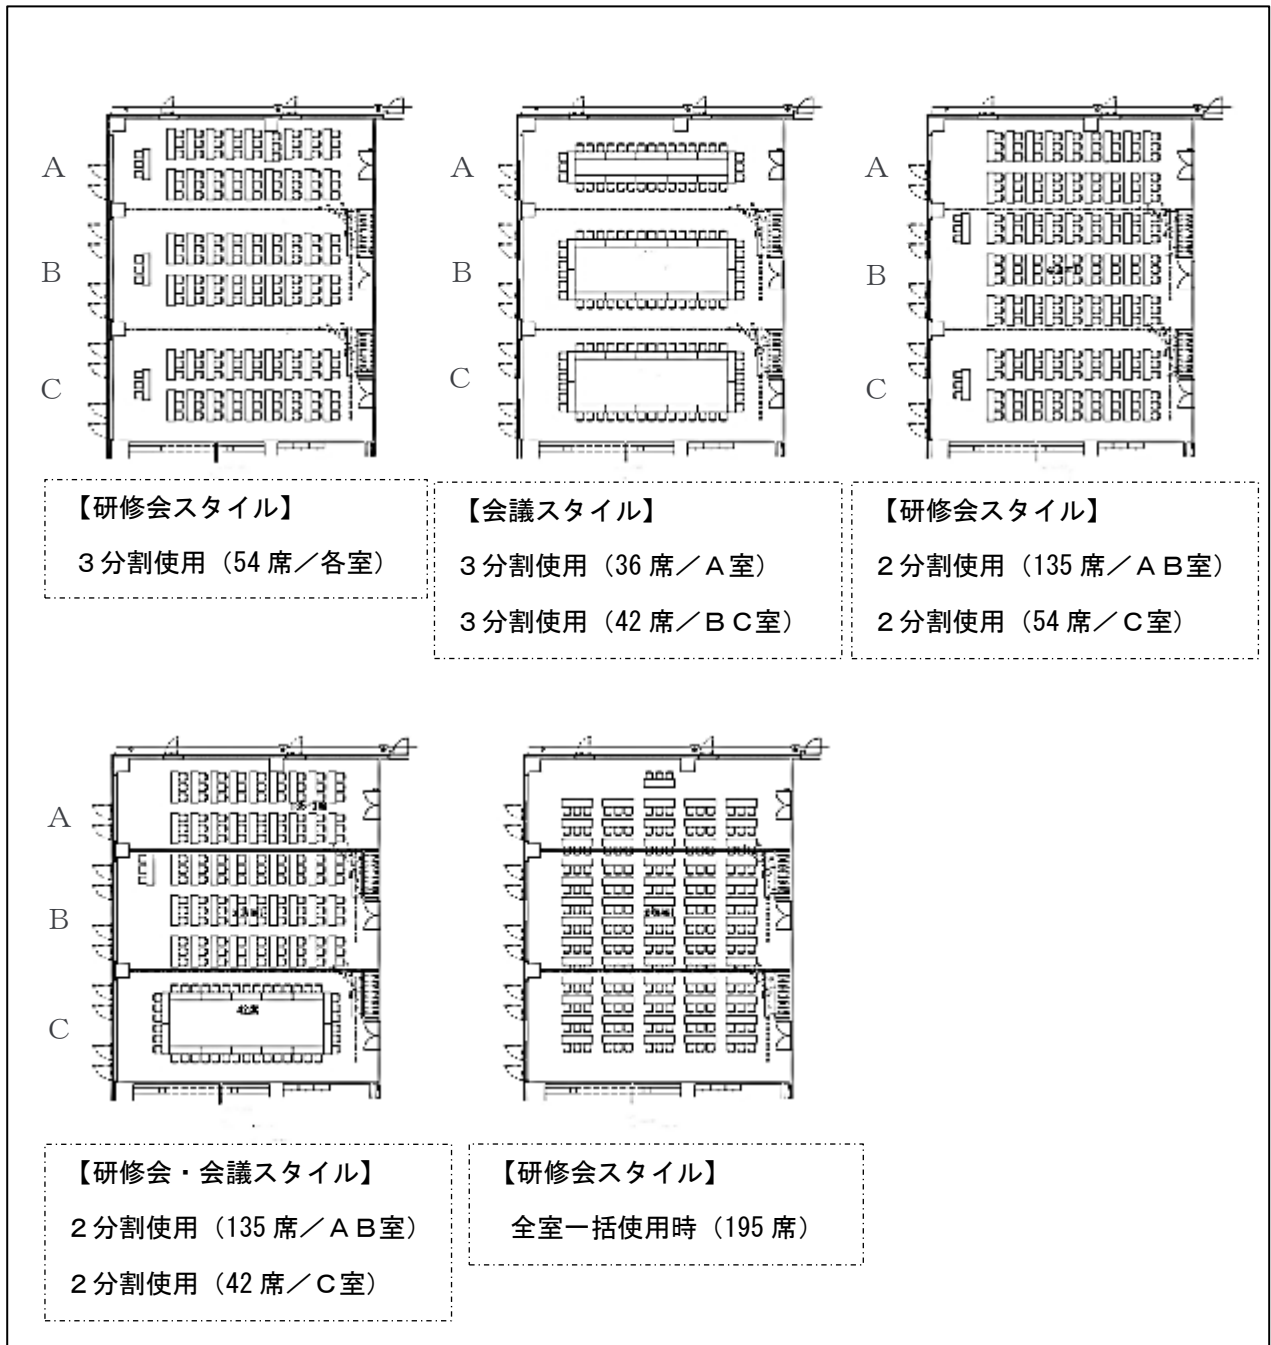 A
B
C
A
B
C
A
B
C
【研修会スタイル】
３分割使用（54 席／各室）
【会議スタイル】
３分割使用（36 席／Ａ室）
３分割使用（42 席／ＢＣ室）
【研修会スタイル】
２分割使用（135 席／ＡＢ室）
２分割使用（54 席／Ｃ室）
A
B
C
42席
【研修会・会議スタイル】
２分割使用（135 席／ＡＢ室）
２分割使用（42 席／Ｃ室）
【研修会スタイル】
全室一括使用時（195 席）